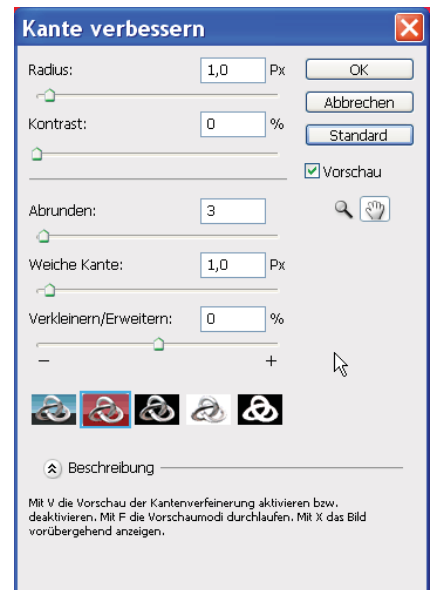 Kante verbessern
Radius: 1,0 Px
OK
Abbrechen
Kontrast: 0 %
Standard
Vorschau
Abrunden: 3
Weiche Kante: 1,0 Px
Verkleinern/Erweitern: 0 %
− +
Beschreibung
Mit V die Vorschau der Kantenverfeinerung aktivieren bzw.
deaktivieren. Mit F die Vorschaumodi durchlaufen. Mit X das Bild
vorübergehend anzeigen.